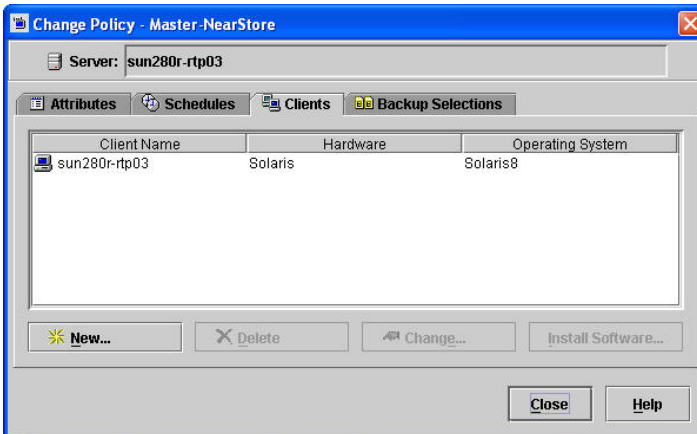 Change Policy - Master-NearStore
Server: sun280r-rtp03
Attributes Schedules Clients Backup Selections
Client Name Hardware Operating System
sun280r-rtp03 Solaris Solaris8
New... Delete Change... Install Software...
Close Help